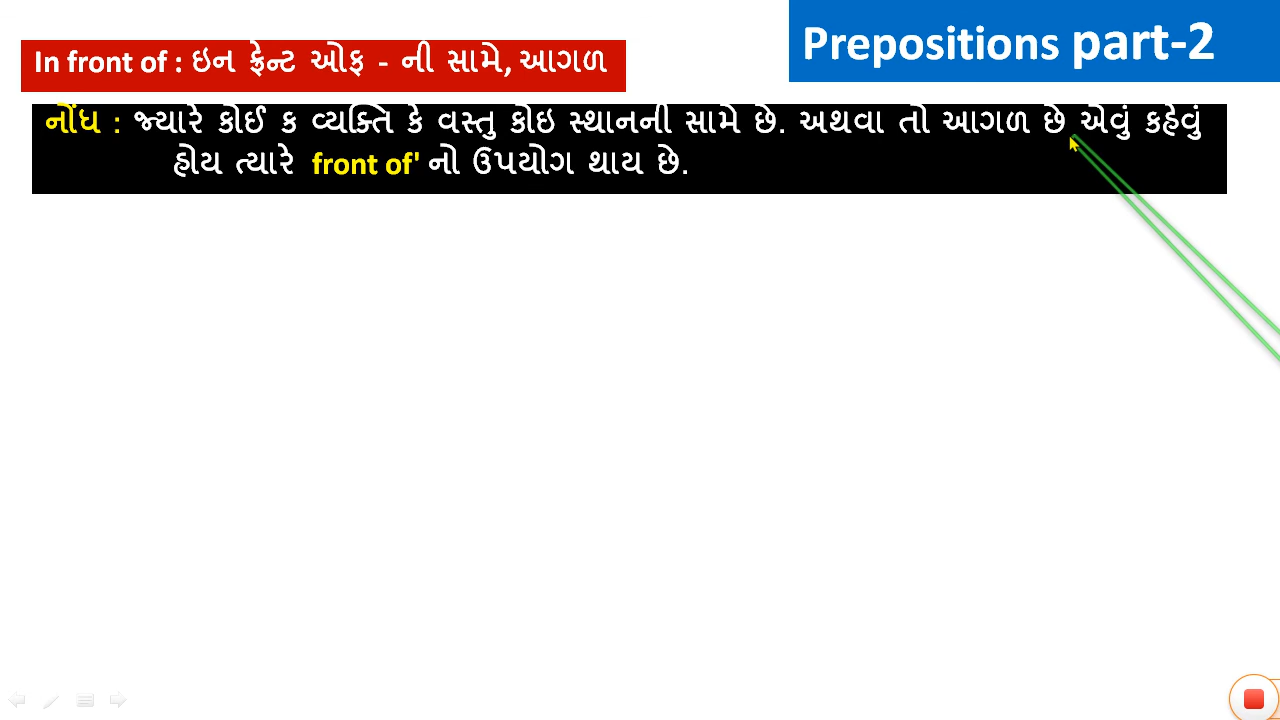 Prepositions part-2
In front of : ઇન ફ્રેન્ટ ઓફ - ની સામે, આગળ
નોંધ : જ્યારે કોઈ ક વ્યક્તિ કે વસ્તુ કોઇ સ્થાનની સામે છે. અથવા તો આગળ છે એવું કહેવું
હોય ત્યારે front of' નો ઉપયોગ થાય છે.